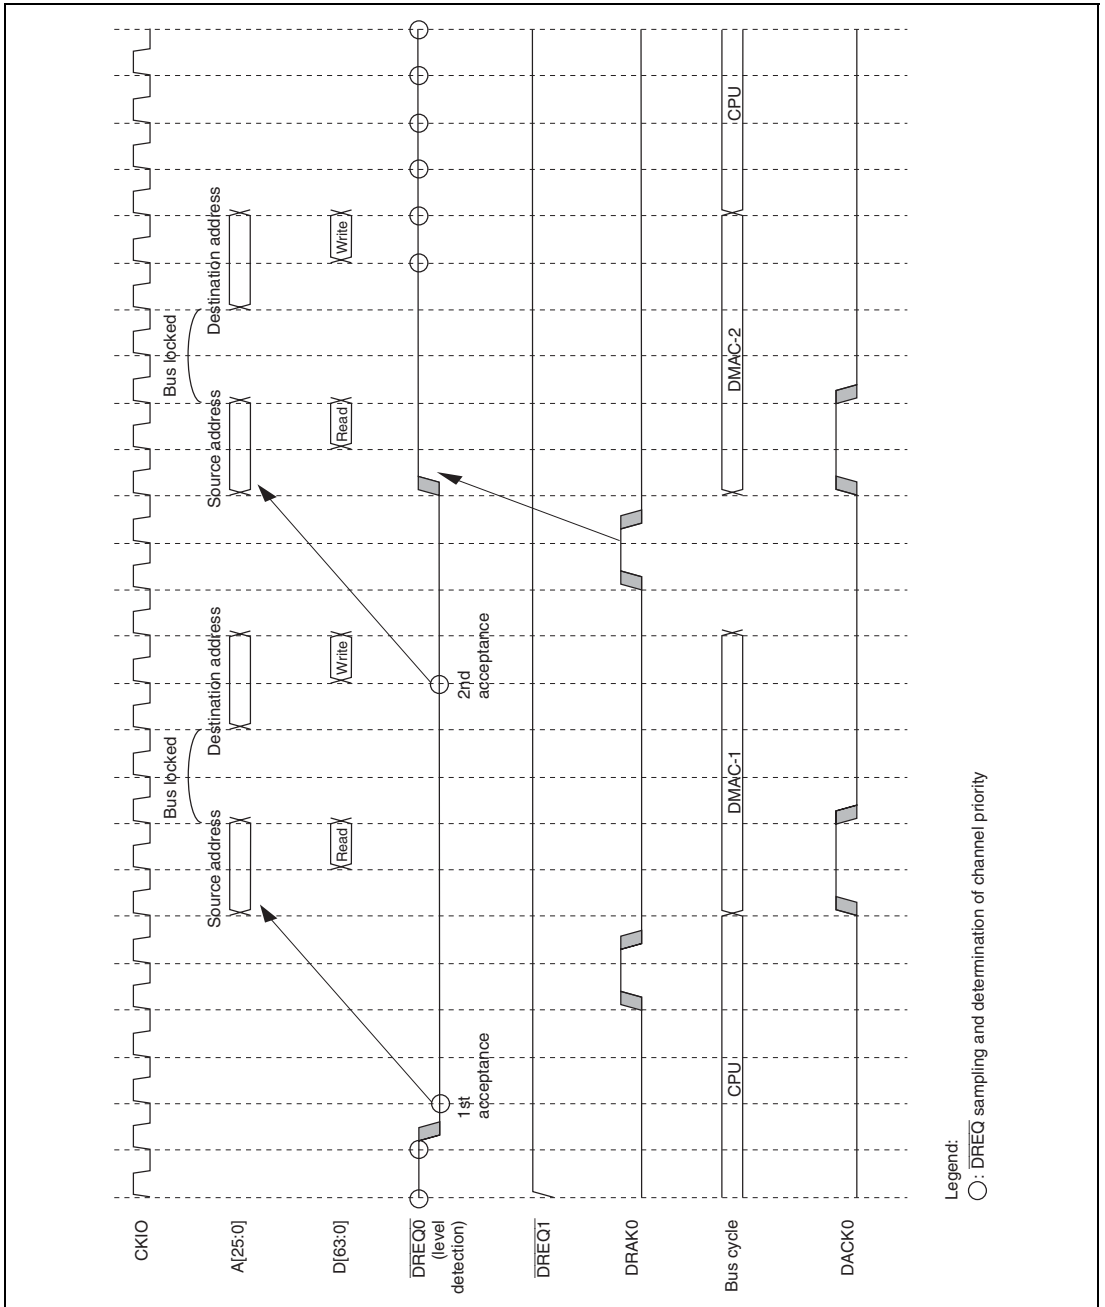 CKIO
Bus locked
Bus locked
Source address
Destination address
Source address
Destination address
A[25:0]
D[63:0]
Read
Write
Read
Write
DREQ0
(level
detection)
1st
acceptance
2nd
acceptance
DREQ1
DRAK0
Bus cycle
CPU
DMAC-1
DMAC-2
CPU
DACK0
Legend:
: DREQ sampling and determination of channel priority